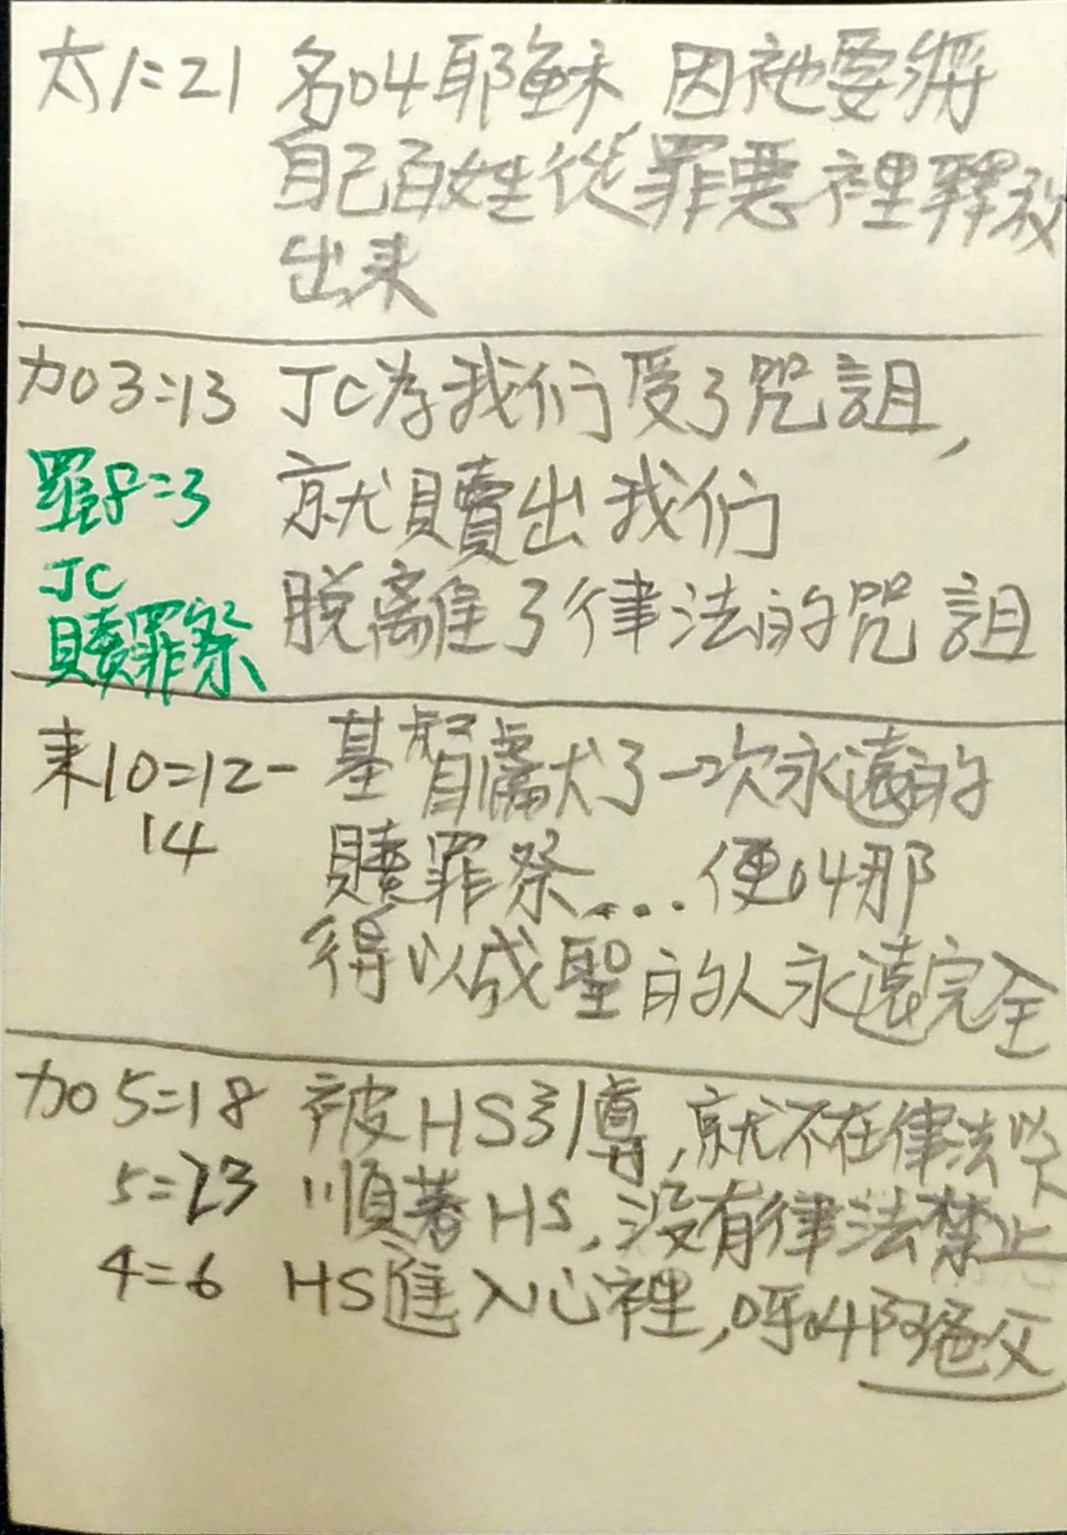 太1=21 名叫耶穌,因祂要將
自己百姓從罪惡裡釋放
出來
加3=13 JC為我们受了咒詛,
羅8=3 就贖出我们
JC
贖罪祭 脫離了律法的咒詛
來10=12- 基督獻了一次永遠的
14 贖罪祭....便叫那
得以成聖的人永遠完全
加5=18 被HS引導,就不在律法以下
5=23 順著HS,没有律法禁止
4=6 HS進入心裡,呼叫阿爸父